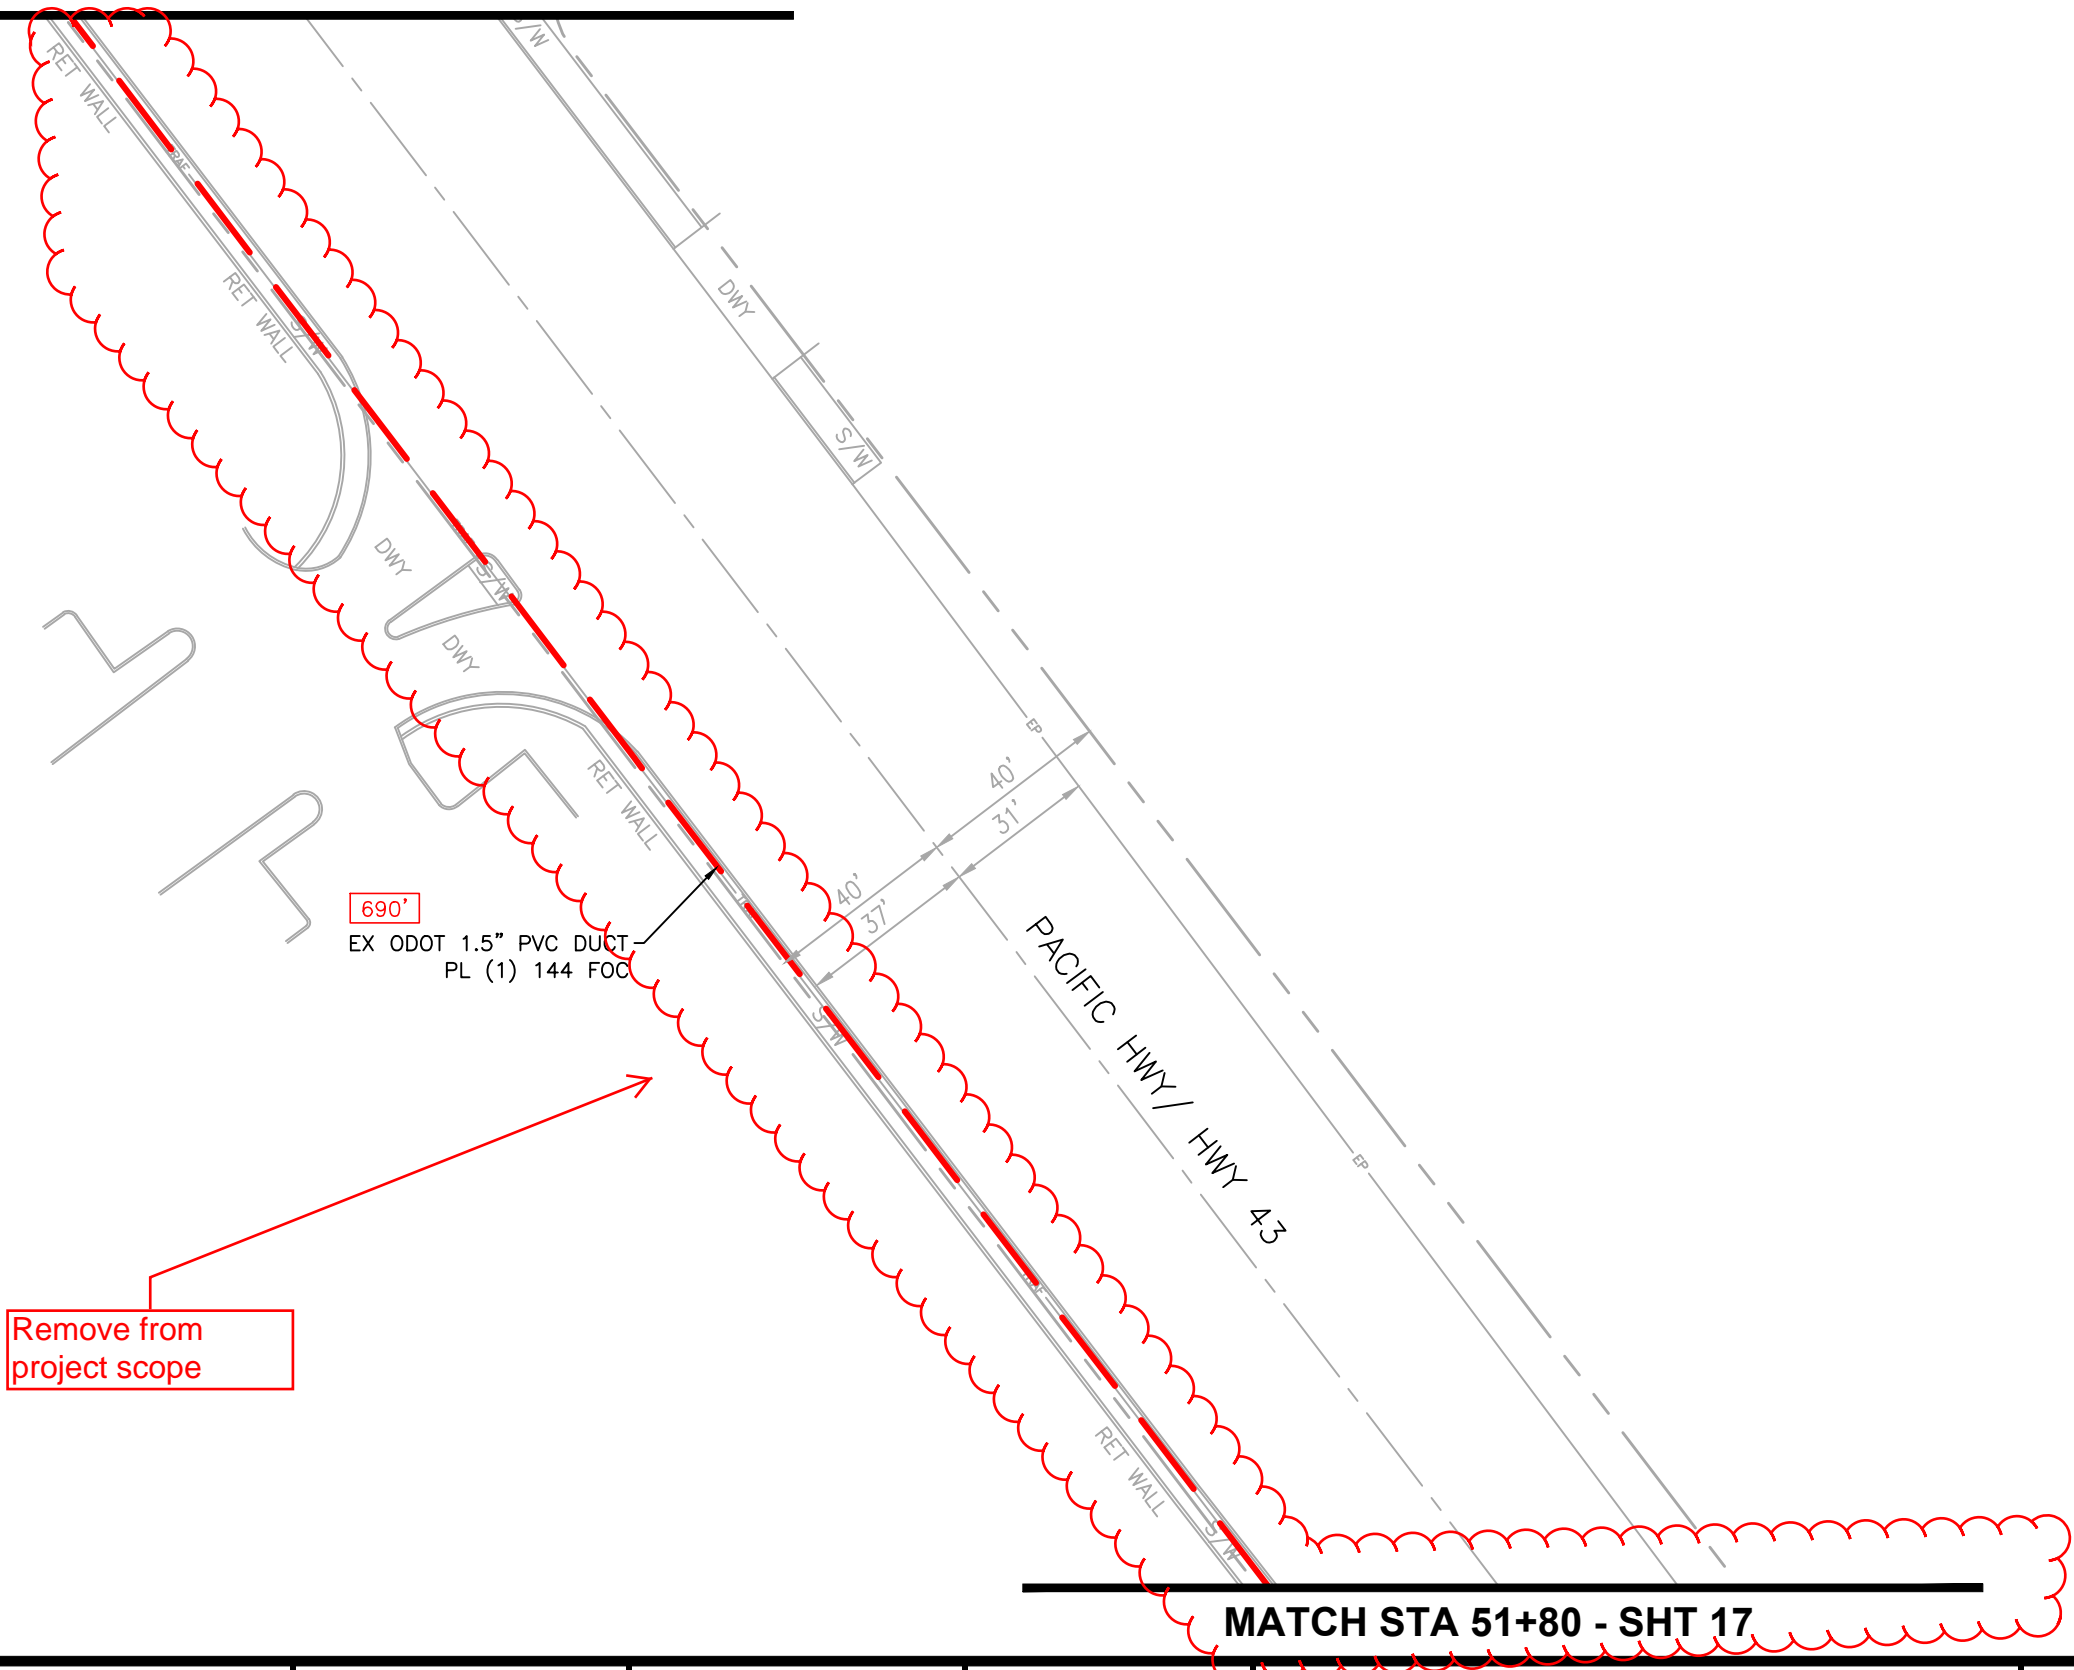 S/W
RET WALL
RET WALL
S/W
DWY
S/W
DWY
S/W
DWY
EP
RET WALL
40'
31'
40'
37'
690'
EX ODOT 1.5" PVC DUCT
PL (1) 144 FOC
PACIFIC HWY/ HWY 43
S/W
EP
Remove from
project scope
RET WALL
S/W
MATCH STA 51+80 - SHT 17